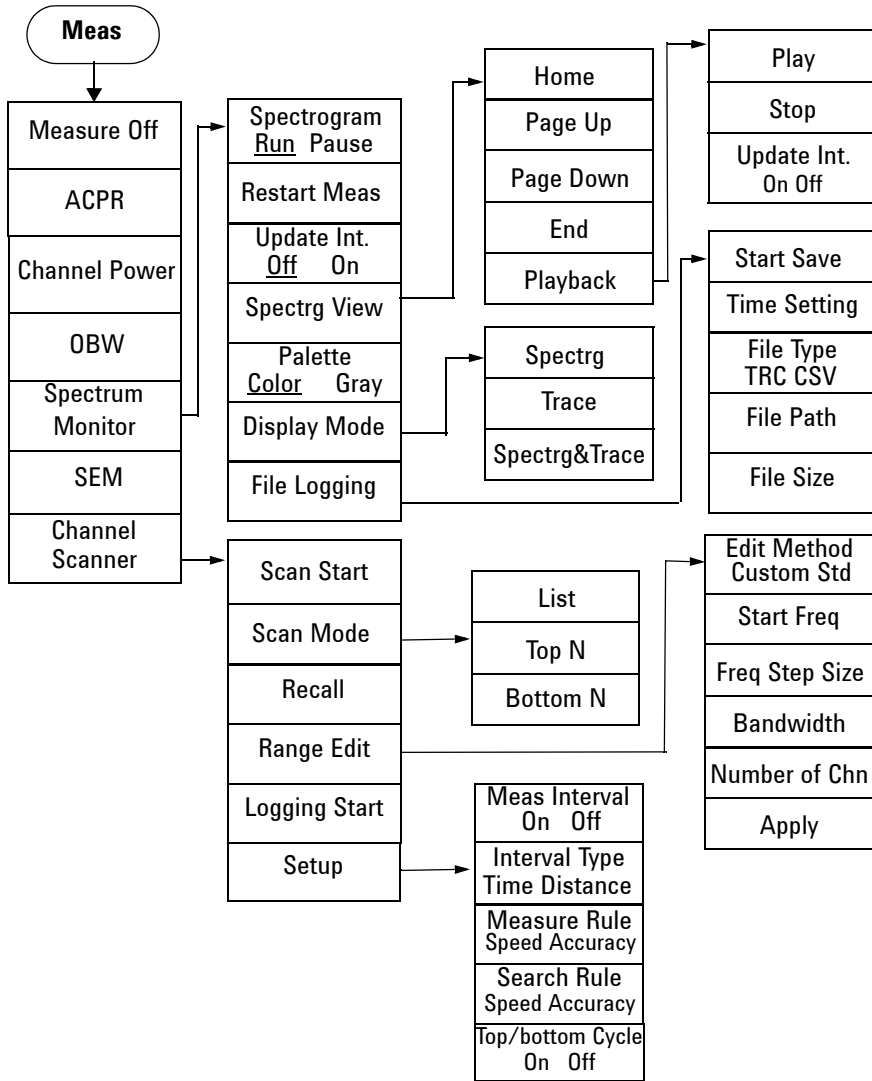 Meas
Measure Off
ACPR
Channel Power
OBW
Spectrum
Monitor
SEM
Channel
Scanner
Spectrogram
Run Pause
Restart Meas
Update Int.
Off On
Spectrg View
Palette
Color Gray
Display Mode
File Logging
Home
Page Up
Page Down
End
Playback
Play
Stop
Update Int.
On Off
Spectrg
Trace
Spectrg&Trace
Start Save
Time Setting
File Type
TRC CSV
File Path
File Size
Scan Start
Scan Mode
Recall
Range Edit
Logging Start
Setup
List
Top N
Bottom N
Edit Method
Custom Std
Start Freq
Freq Step Size
Bandwidth
Number of Chn
Apply
Meas Interval
On Off
Interval Type
Time Distance
Measure Rule
Speed Accuracy
Search Rule
Speed Accuracy
Top/bottom Cycle
On Off